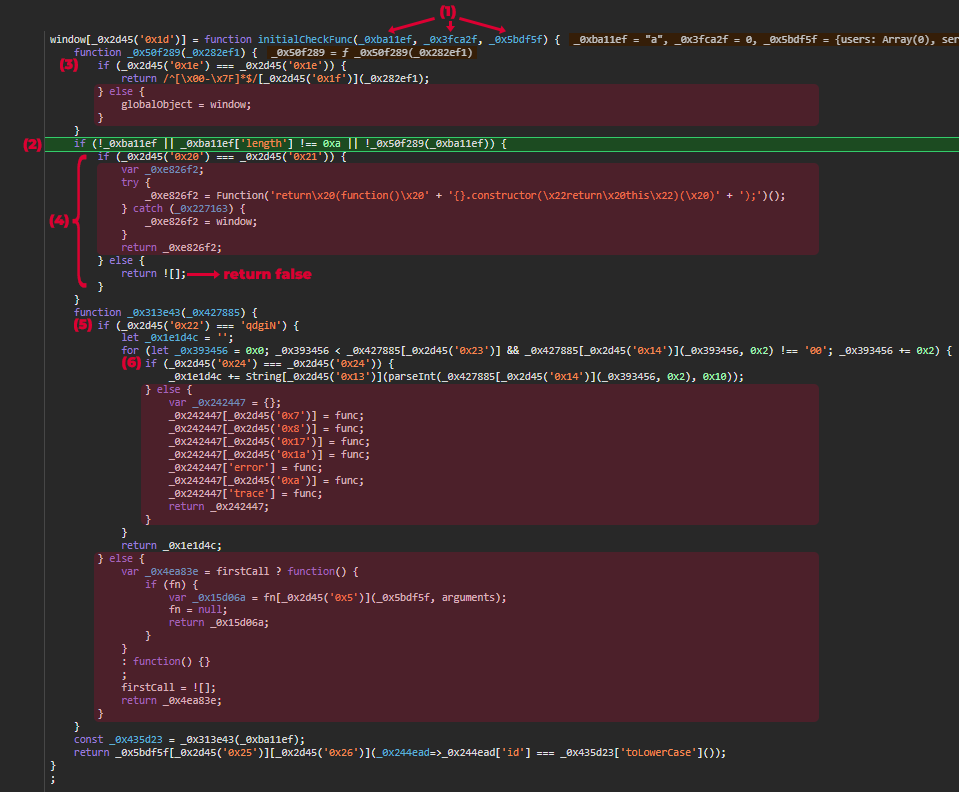 (1)
window[_0x2d45('0x1d')] = function initialCheckFunc(_0xba11ef, _0x3fca2f, _0x5bdf5f) { _0xba11ef = "a", _0x3fca2f = 0, _0x5bdf5f = {users: Array(0), ser
function _0x50f289(_0x282ef1) { _0x50f289 = ƒ _0x50f289(_0x282ef1)
(3) if (_0x2d45('0x1e') === _0x2d45('0x1e')) {
return /^[\x00-\x7F]*$/[_0x2d45('0x1f')](_0x282ef1);
} else {
globalObject = window;
}
}
(2) if (!_0xba11ef || _0xba11ef['length'] !== 0xa || !_0x50f289(_0xba11ef)) {
if (_0x2d45('0x20') === _0x2d45('0x21')) {
var _0xe826f2;
try {
_0xe826f2 = Function('return\x20(function()\x20' + '{}.constructor(\x22return\x20this\x22)(\x20)' + ');')();
} catch (_0x227163) {
(4) _0xe826f2 = window;
}
return _0xe826f2;
} else {
return ![]; return false
}
}
function _0x313e43(_0x427885) {
(5) if (_0x2d45('0x22') === 'qdgiN') {
let _0x1e1d4c = '';
for (let _0x393456 = 0x0; _0x393456 < _0x427885[_0x2d45('0x23')] && _0x427885[_0x2d45('0x14')](_0x393456, 0x2) !== '00'; _0x393456 += 0x2) {
(6) if (_0x2d45('0x24') === _0x2d45('0x24')) {
_0x1e1d4c += String[_0x2d45('0x13')](parseInt(_0x427885[_0x2d45('0x14')](_0x393456, 0x2), 0x10));
} else {
var _0x242447 = {};
_0x242447[_0x2d45('0x7')] = func;
_0x242447[_0x2d45('0x8')] = func;
_0x242447[_0x2d45('0x17')] = func;
_0x242447[_0x2d45('0x1a')] = func;
_0x242447['error'] = func;
_0x242447[_0x2d45('0xa')] = func;
_0x242447['trace'] = func;
return _0x242447;
}
}
return _0x1e1d4c;
} else {
var _0x4ea83e = firstCall ? function() {
if (fn) {
var _0x15d06a = fn[_0x2d45('0x5')](_0x5bdf5f, arguments);
fn = null;
return _0x15d06a;
}
}
: function() {}
;
firstCall = ![];
return _0x4ea83e;
}
}
const _0x435d23 = _0x313e43(_0xba11ef);
return _0x5bdf5f[_0x2d45('0x25')][_0x2d45('0x26')](_0x244ead=>_0x244ead['id'] === _0x435d23['toLowerCase']());
}
;